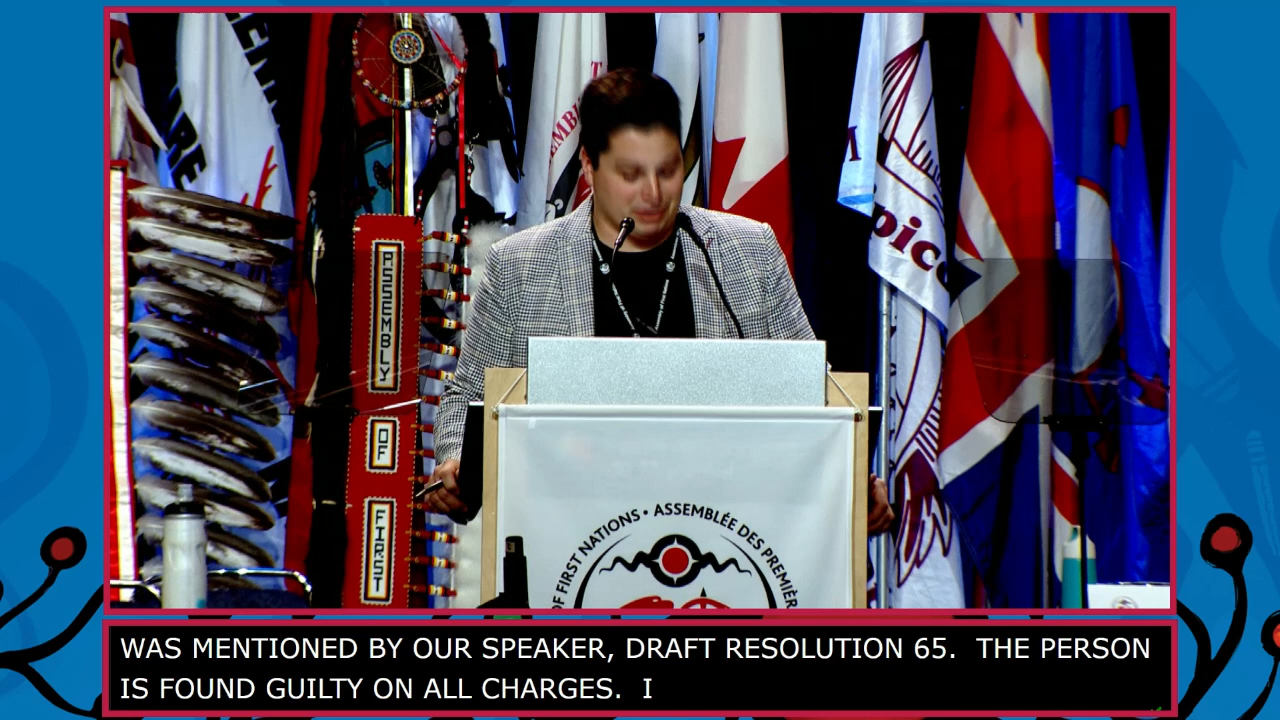 ASSEMBLY
OF
FIRST
OF FIRST NATIONS • ASSEMBLÉE DES PREMIÈR
WAS MENTIONED BY OUR SPEAKER, DRAFT RESOLUTION 65.  THE PERSON
IS FOUND GUILTY ON ALL CHARGES.  I